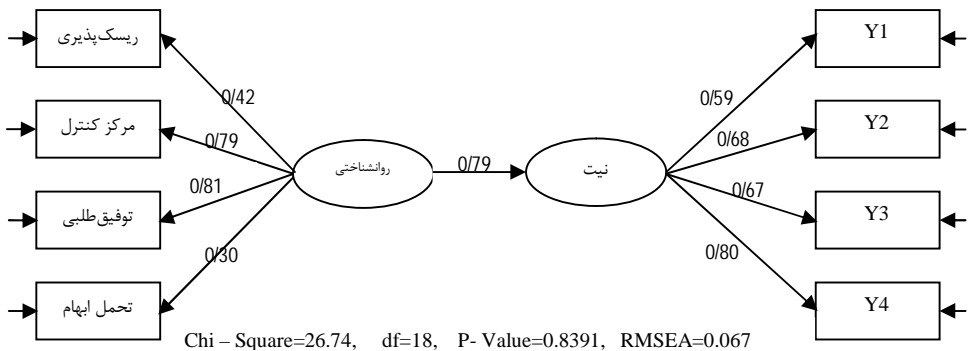 ریسک‌پذیری
مرکز کنترل
توفیق‌طلبی
تحمل ابهام
0/42
0/79
0/81
0/30
روانشناختی
0/79
نیت
0/59
0/68
0/67
0/80
Y1
Y2
Y3
Y4
Chi – Square=26.74, df=18, P- Value=0.8391, RMSEA=0.067